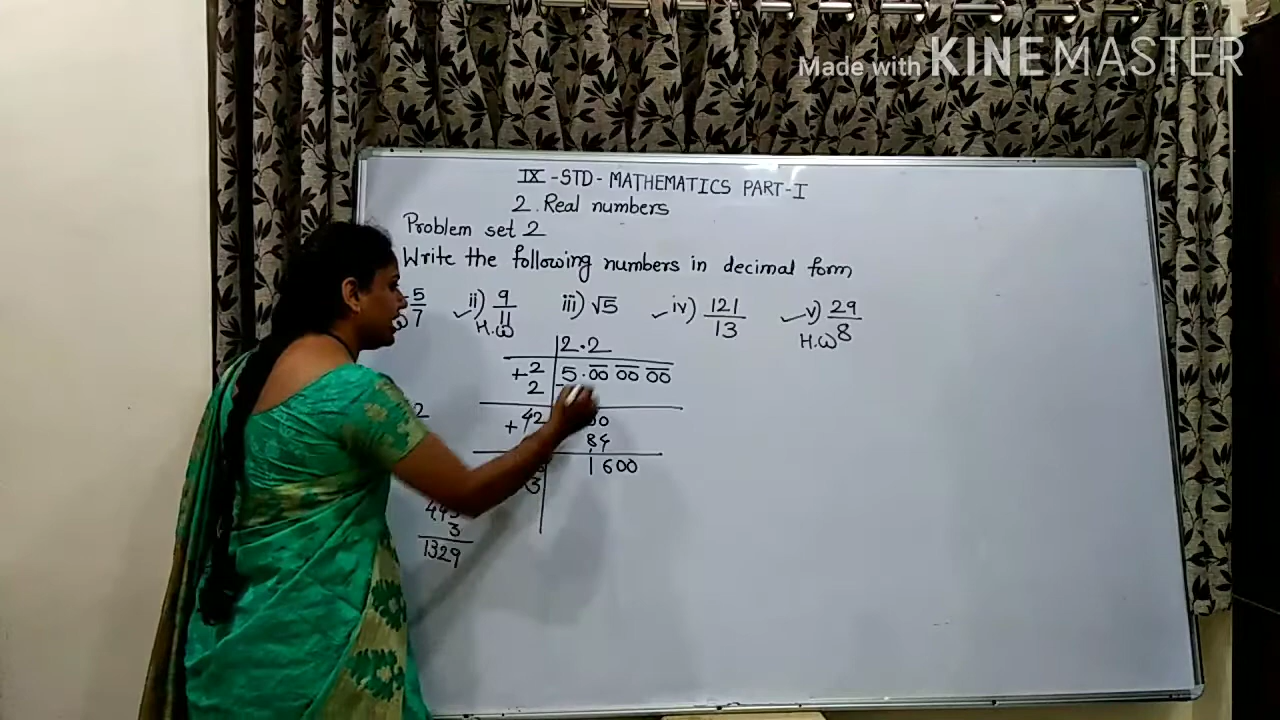 Made with KINEMASTER
IX - STD - MATHEMATICS PART - I
2. Real numbers
Problem set 2
Write the following numbers in decimal form
-5/7 ii) 9/11 iii) √5 iv) 121/13 v) 29/8
H.W H.W
2.2
+2 5.00 00 00
2
2
+42 00
84
1600
3
3
1329